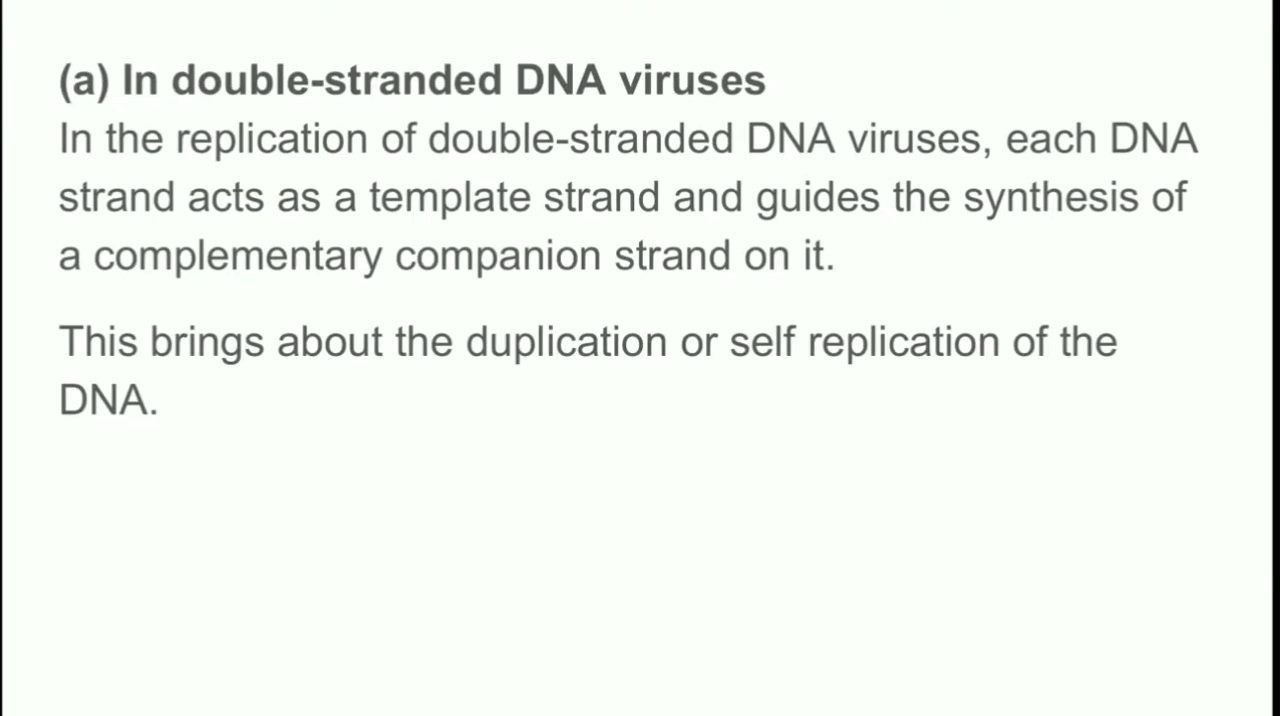 (a) In double-stranded DNA viruses
In the replication of double-stranded DNA viruses, each DNA
strand acts as a template strand and guides the synthesis of
a complementary companion strand on it.
This brings about the duplication or self replication of the
DNA.